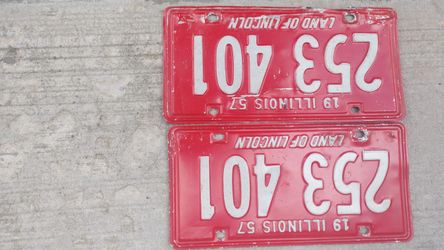 19 ILLINOIS 57
253 401
LAND OF LINCOLN
19 ILLINOIS 57
253 401
LAND OF LINCOLN